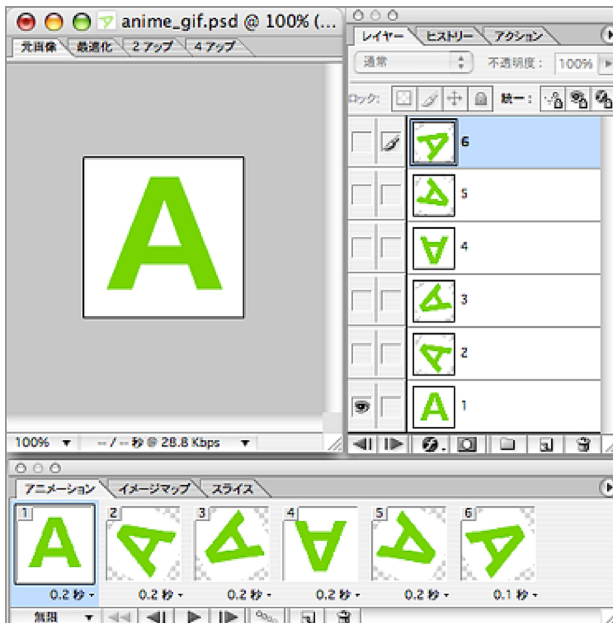 anime_gif.psd @ 100% (...
元画像 最適化 2アップ 4アップ
A
100% -- / -- 秒 @ 28.8 Kbps
レイヤー ヒストリー アクション
通常 不透明度: 100%
ロック: 統一:
A 6
A 5
A 4
A 3
A 2
A 1
アニメーション イメージマップ スライス
1 2 3 4 5 6
A A A A A A
0.2 秒 0.2 秒 0.2 秒 0.2 秒 0.2 秒 0.1 秒
無限